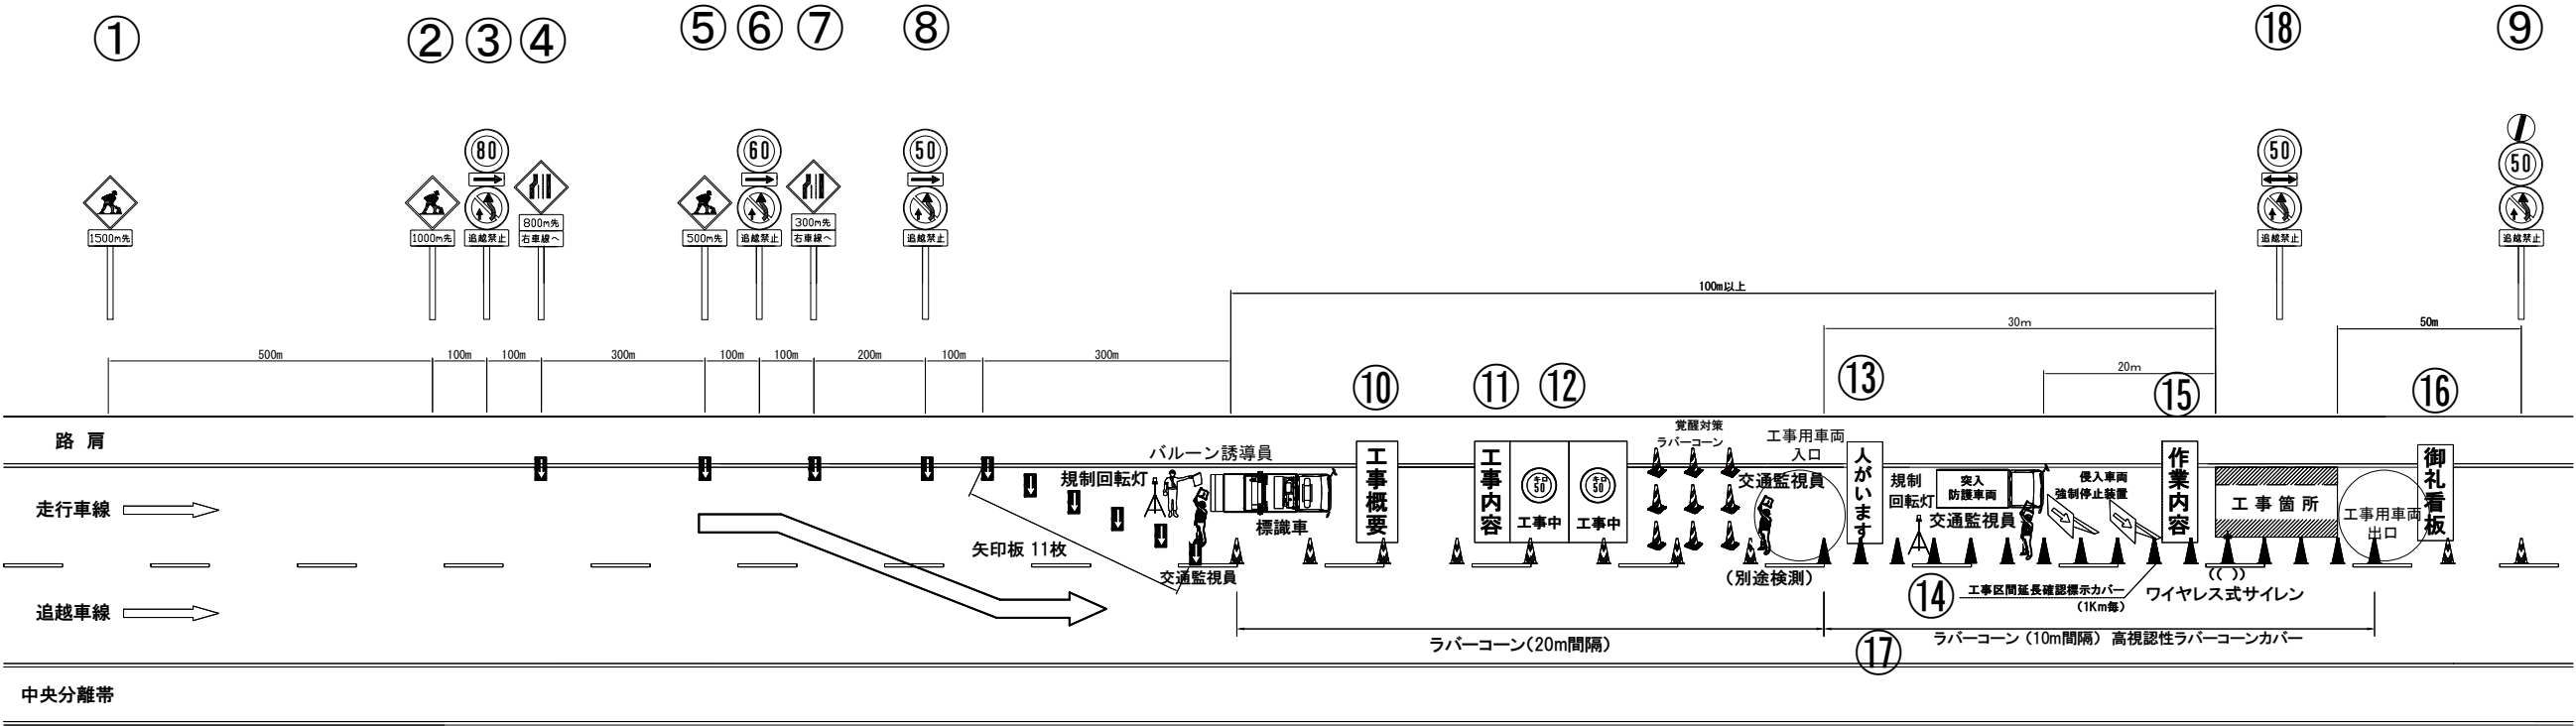 ① ② ③ ④ ⑤ ⑥ ⑦ ⑧ ⑱ ⑨
80 60 50 50 50
1500m先
1000m先
追越禁止
800m先
右車線へ
500m先
追越禁止
300m先
右車線へ
追越禁止
追越禁止
追越禁止
100m以上
30m
50m
500m 100m 100m 300m 100m 100m 200m 100m 300m
20m
⑩ ⑪ ⑫ ⑬ ⑮ ⑯
路肩
バルーン誘導員
規制回転灯
標識車
交通監視員
矢印板 11枚
工事概要
工事内容
キロ
50
工事中
キロ
50
工事中
覚醒対策
ラバーコーン
工事用車両
入口
交通監視員
(別途検測)
人がいます
規制
回転灯
突入
防護車両
交通監視員
侵入車両
強制停止装置
作業内容
工事箇所
工事用車両
出口
御礼看板
走行車線
追越車線
⑭
工事区間延長確認標示カバー
(1Km毎)
ワイヤレス式サイレン
ラバーコーン(20m間隔)
⑰
ラバーコーン (10m間隔) 高視認性ラバーコーンカバー
中央分離帯